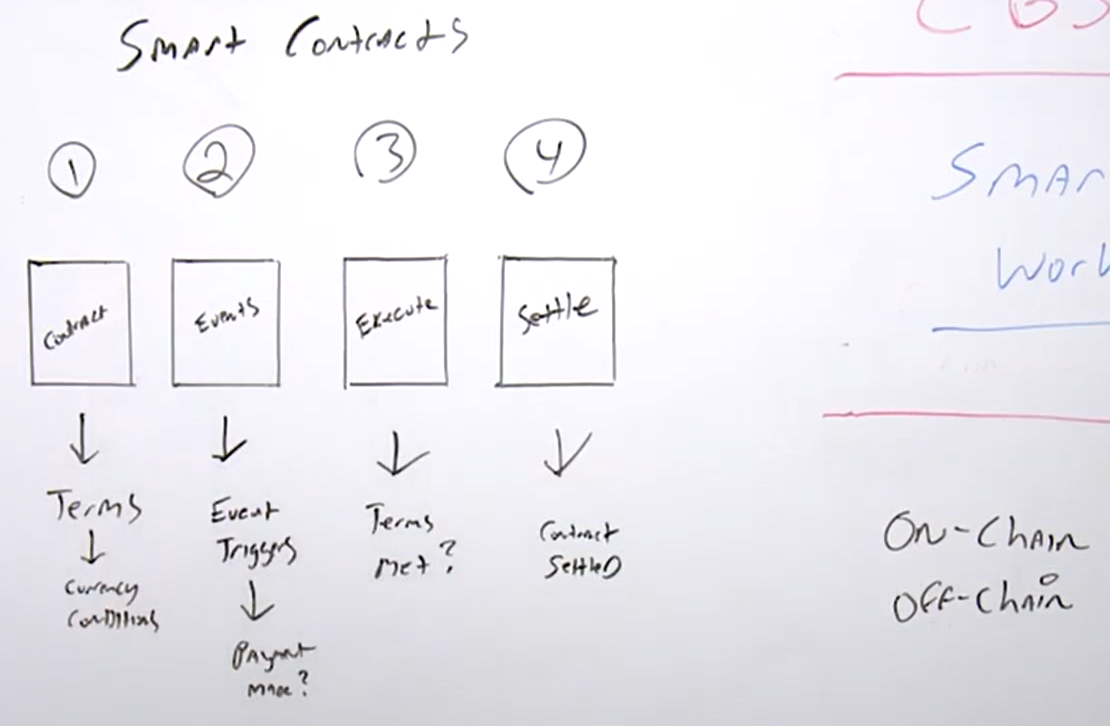 Smart Contracts
1
2
3
4
Contract
Events
Execute
Settle
Terms
Currency
Conditions
Event
Triggers
Payment
Made?
Terms
Met?
Contract
Settled
CBS
Smar
Work
On-Chain
Off-Chain